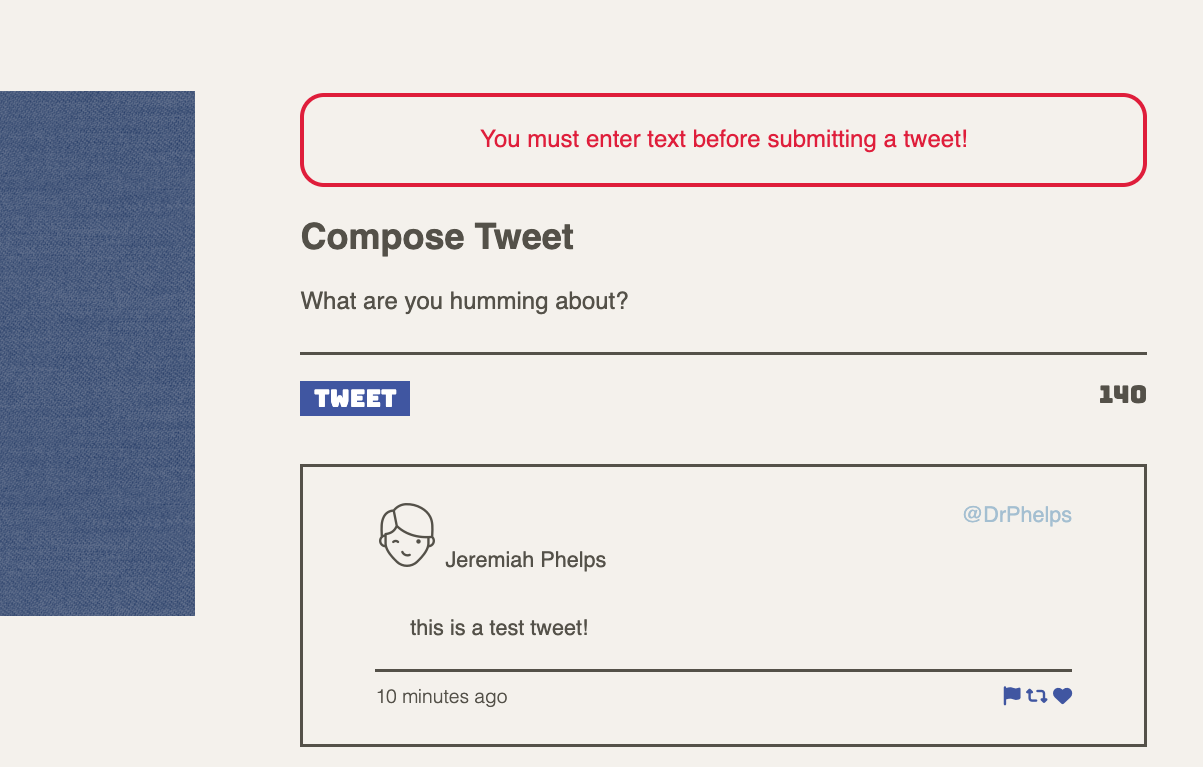 You must enter text before submitting a tweet!
Compose Tweet
What are you humming about?
TWEET 140
@DrPhelps
Jeremiah Phelps
this is a test tweet!
10 minutes ago